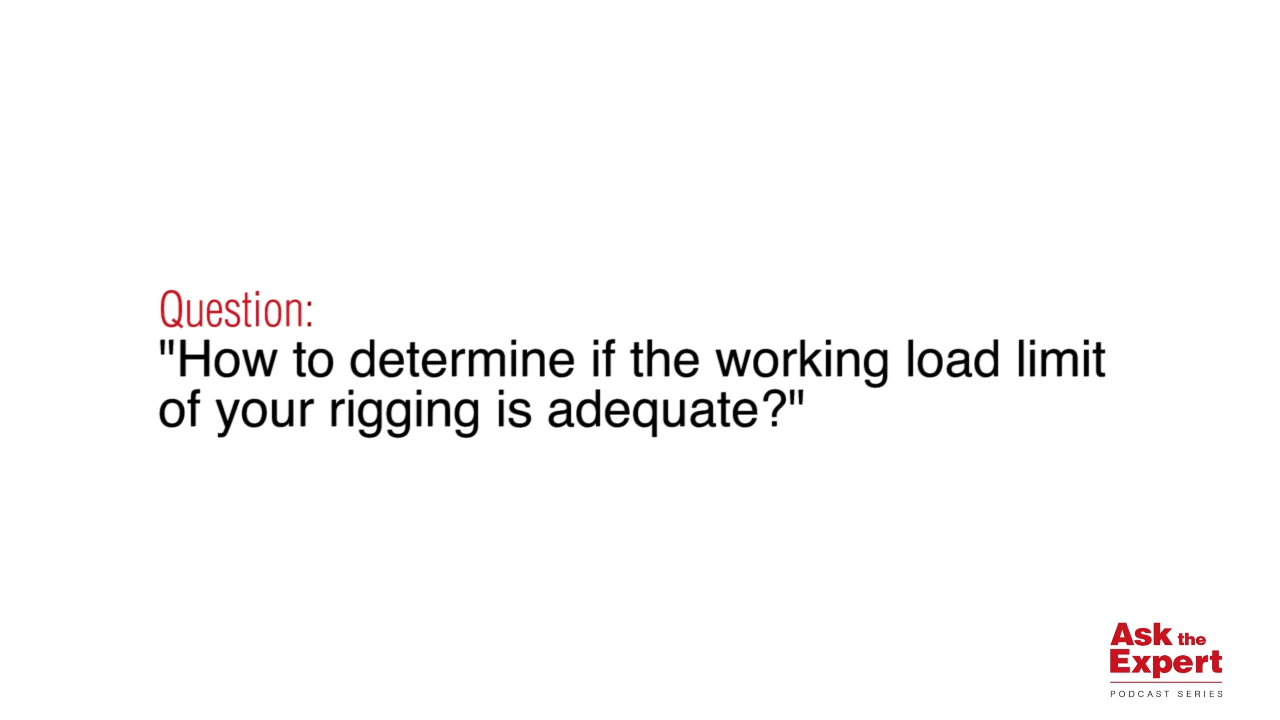 Question:
"How to determine if the working load limit
of your rigging is adequate?"
Ask the
Expert
PODCAST SERIES